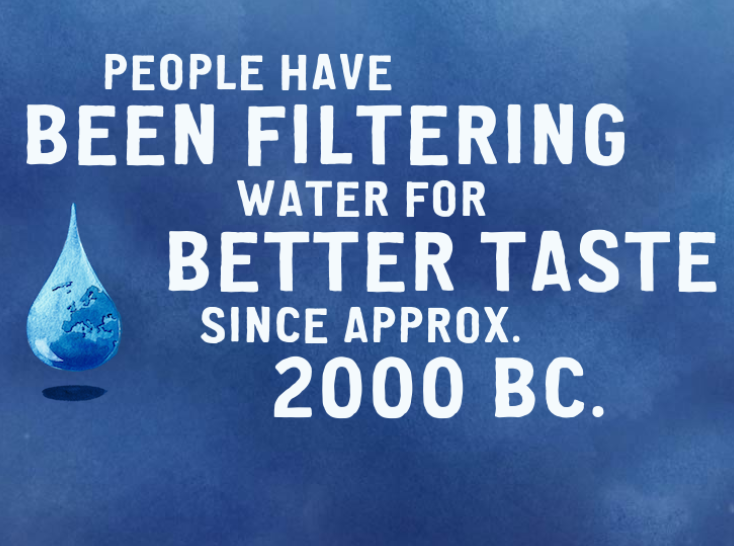 PEOPLE HAVE
BEEN FILTERING
WATER FOR
BETTER TASTE
SINCE APPROX.
2000 BC.